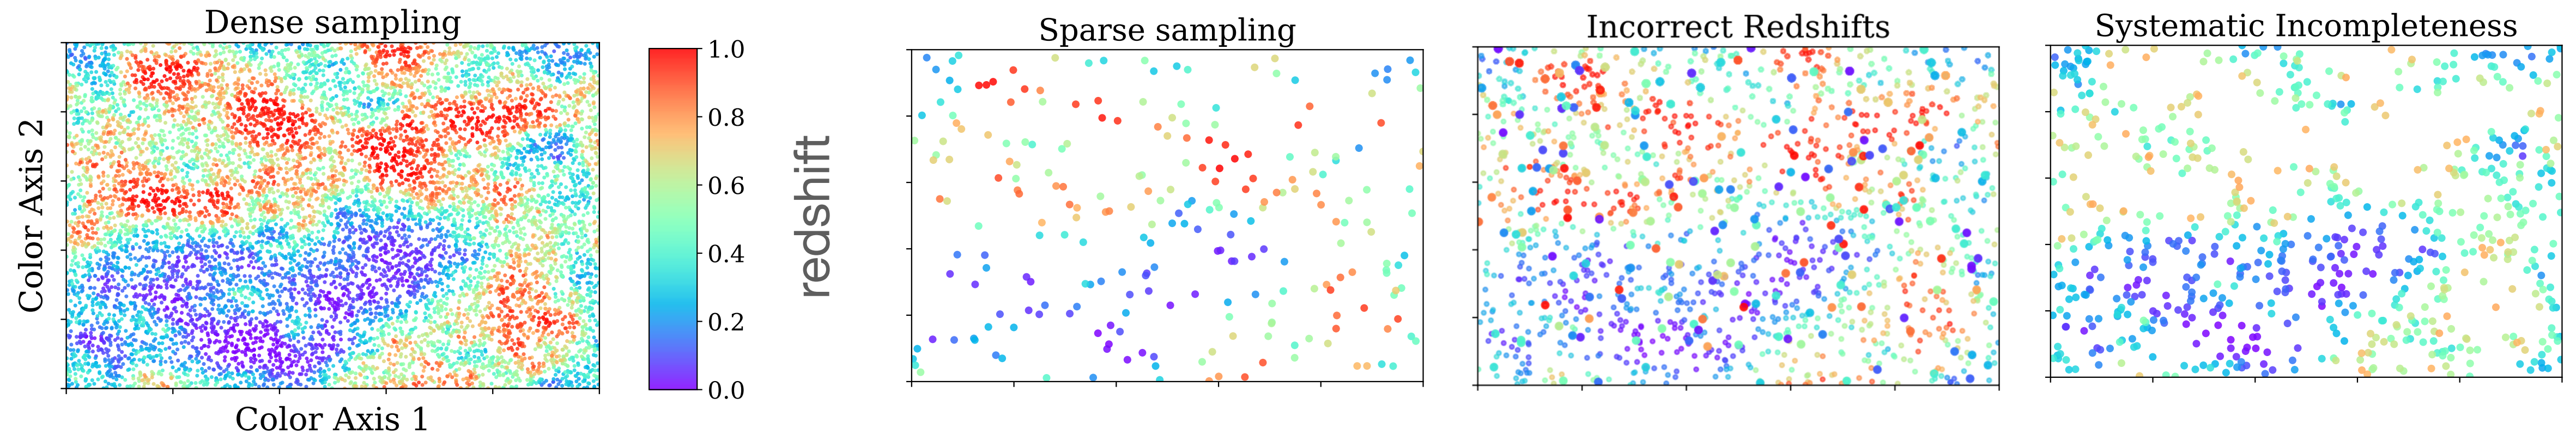 Dense sampling
Color Axis 2
Color Axis 1
1.0
0.8
0.6
0.4
0.2
0.0
redshift
Sparse sampling
Incorrect Redshifts
Systematic Incompleteness